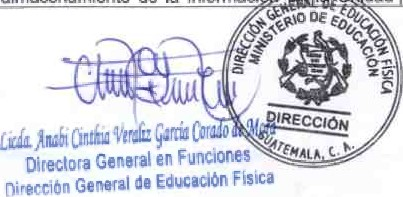 almacenamiento de la información
DIRECCIÓN GENERAL DE EDUCACIÓN FÍSICA
MINISTERIO DE EDUCACIÓN
DIRECCIÓN
GUATEMALA, C. A.
Licda. Anabi Cinthia Veraliz García Corado de
Directora General en Funciones
Dirección General de Educación Física